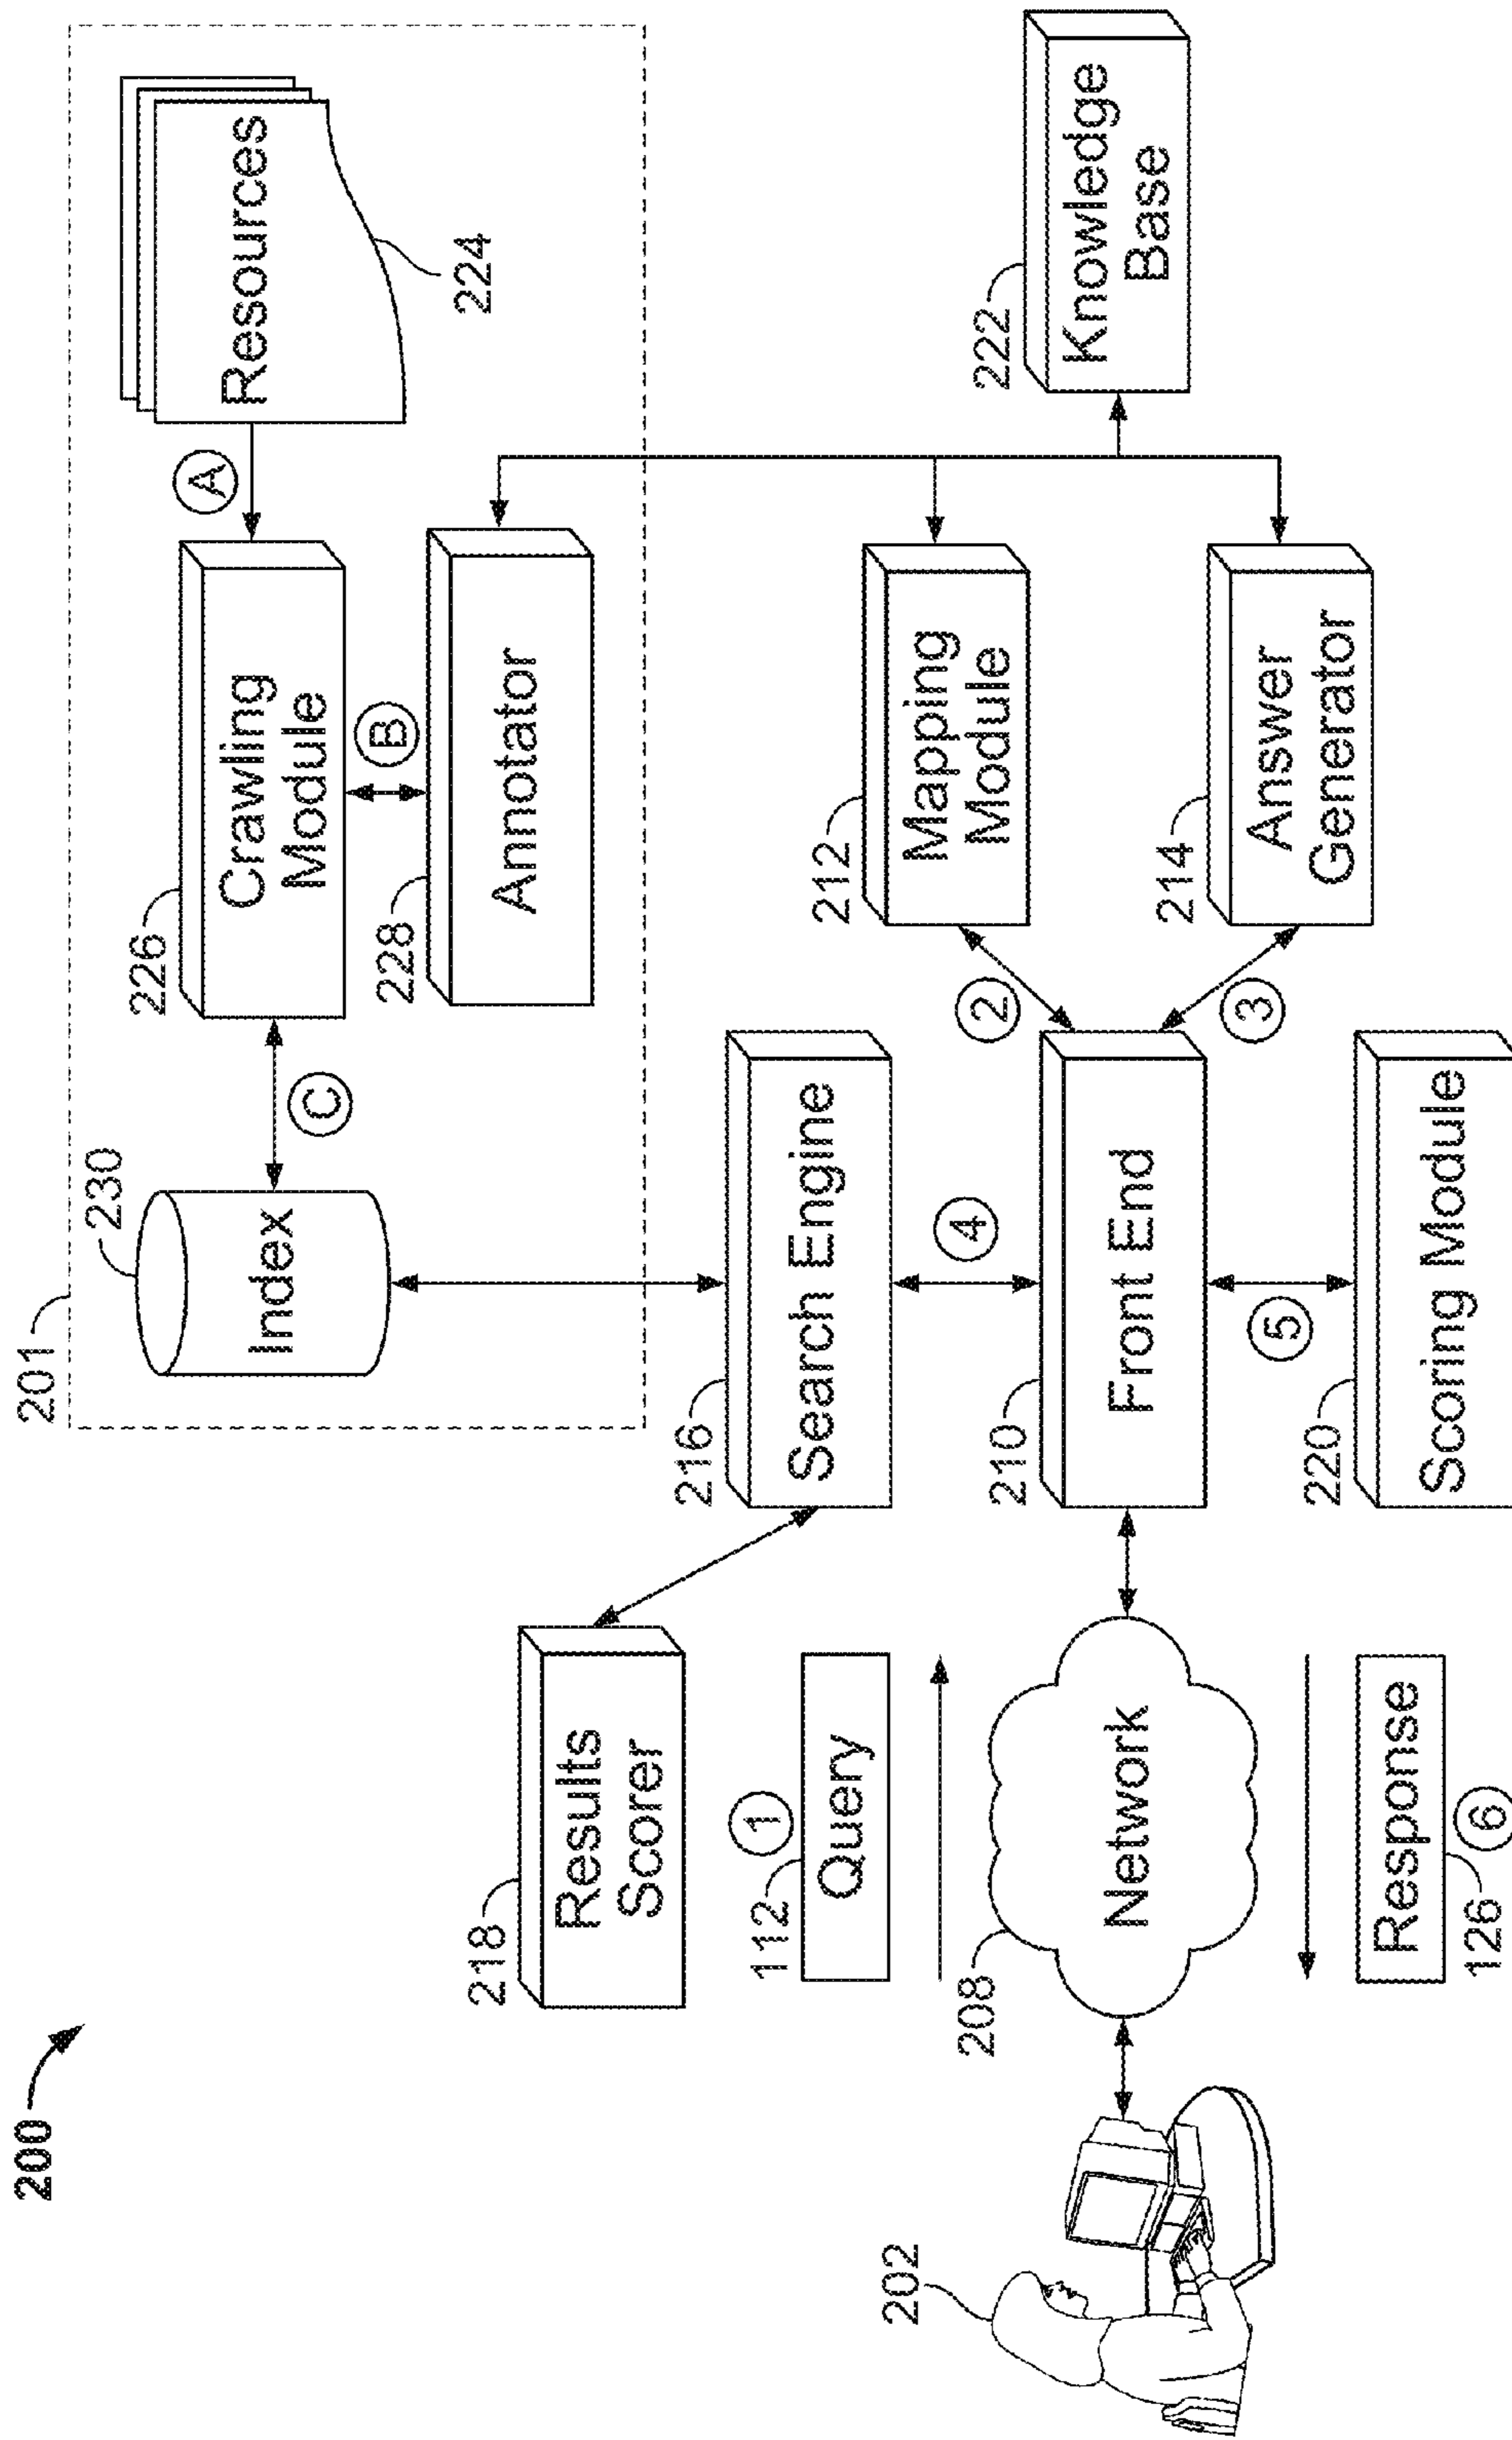 200
201
230
Index
C
226
Crawling
Module
A
Resources
224
B
228
Annotator
218
Results
Scorer
216
Search Engine
1
112
Query
4
2
212
Mapping
Module
222
Knowledge
Base
202
208
Network
210
Front End
3
214
Answer
Generator
5
Response
126
6
220
Scoring Module